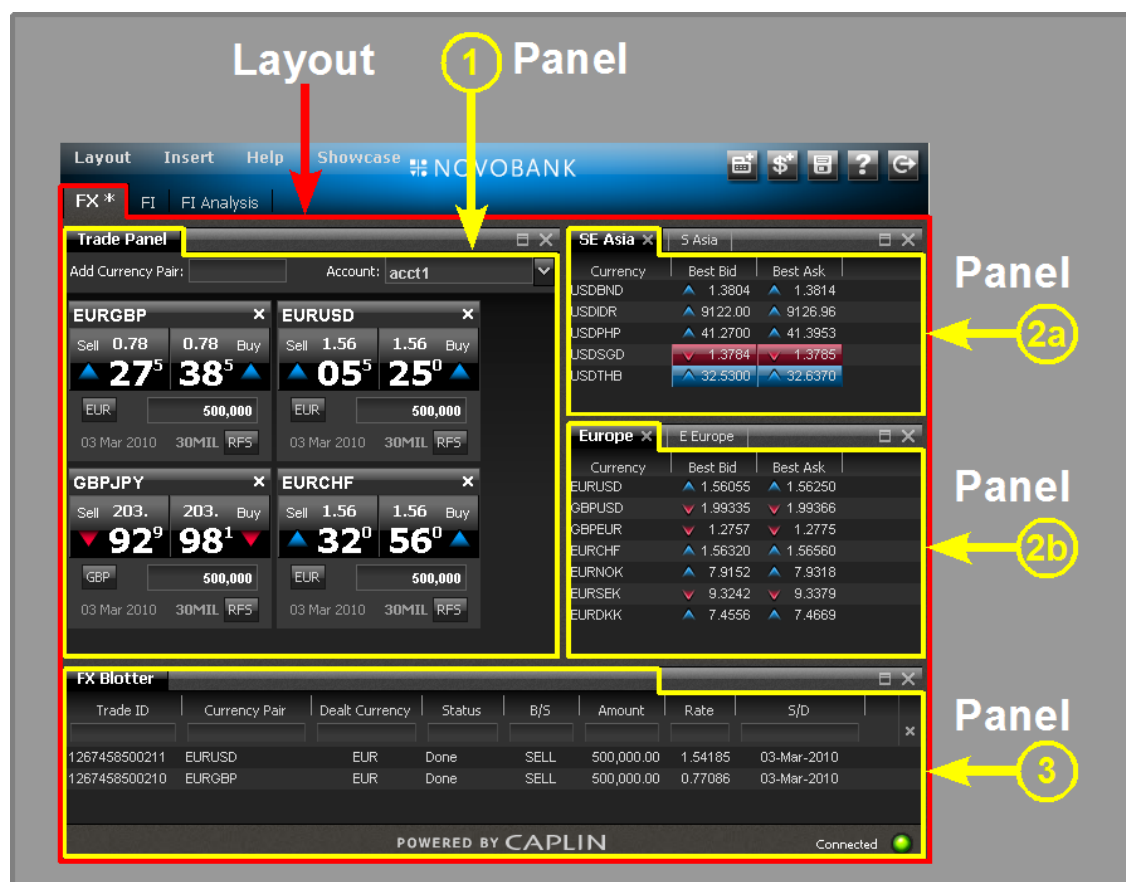 Layout 1 Panel
Layout Insert Help Showcase NOVOBANK
FX * FI FI Analysis
Trade Panel
Add Currency Pair: Account: acct1
EURGBP × EURUSD ×
Sell 0.78 0.78 Buy Sell 1.56 1.56 Buy
27⁵ 38⁵ 05⁵ 25⁰
EUR 500,000 EUR 500,000
03 Mar 2010 30MIL RFS 03 Mar 2010 30MIL RFS
GBPJPY × EURCHF ×
Sell 203. 203. Buy Sell 1.56 1.56 Buy
92⁹ 98¹ 32⁰ 56⁰
GBP 500,000 EUR 500,000
03 Mar 2010 30MIL RFS 03 Mar 2010 30MIL RFS
SE Asia × S Asia
Currency Best Bid Best Ask
USDBND 1.3804 1.3814
USDIDR 9122.00 9126.96
USDPHP 41.2700 41.3953
USDSGD 1.3784 1.3785
USDTHB 32.5300 32.6370
Panel
2a
Europe × E Europe
Currency Best Bid Best Ask
EURUSD 1.56055 1.56250
GBPUSD 1.99335 1.99366
GBPEUR 1.2757 1.2775
EURCHF 1.56320 1.56560
EURNOK 7.9152 7.9318
EURSEK 9.3242 9.3379
EURDKK 7.4556 7.4669
Panel
2b
FX Blotter
Trade ID Currency Pair Dealt Currency Status B/S Amount Rate S/D
1267458500211 EURUSD EUR Done SELL 500,000.00 1.54185 03-Mar-2010
1267458500210 EURGBP EUR Done SELL 500,000.00 0.77086 03-Mar-2010
Panel
3
POWERED BY CAPLIN Connected